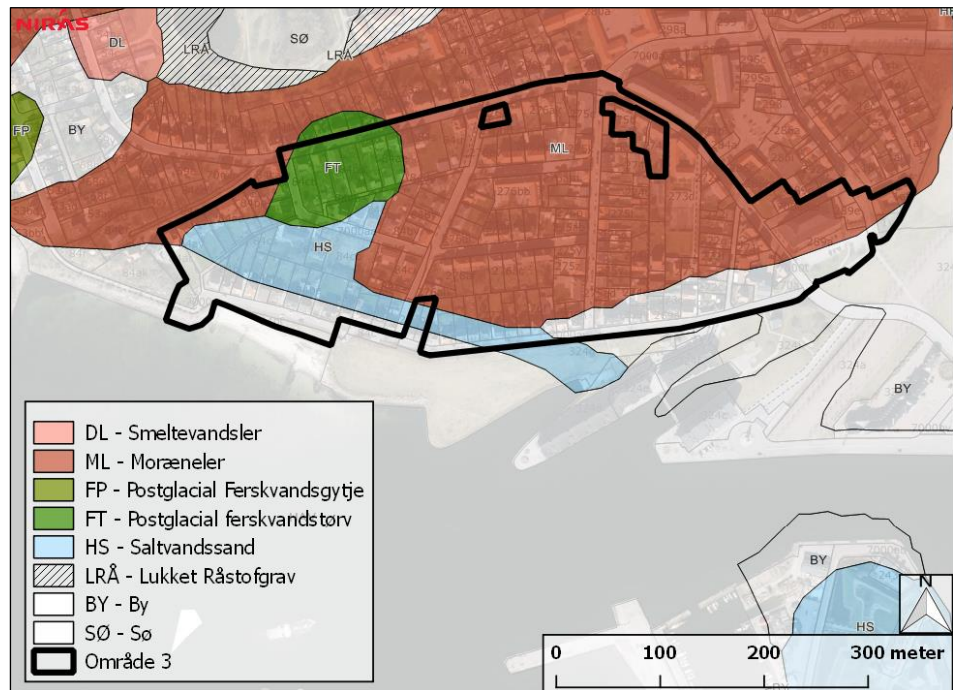 NIRAS
DL
LRÅ
SØ
LRÅ
FP
BY
FT
ML
HS
BY
BY
HS
DL - Smeltevandsler
ML - Moræneler
FP - Postglacial Ferskvandsgytje
FT - Postglacial ferskvandstørv
HS - Saltvandssand
LRÅ - Lukket Råstofgrav
BY - By
SØ - Sø
Område 3
N
0 100 200 300 meter